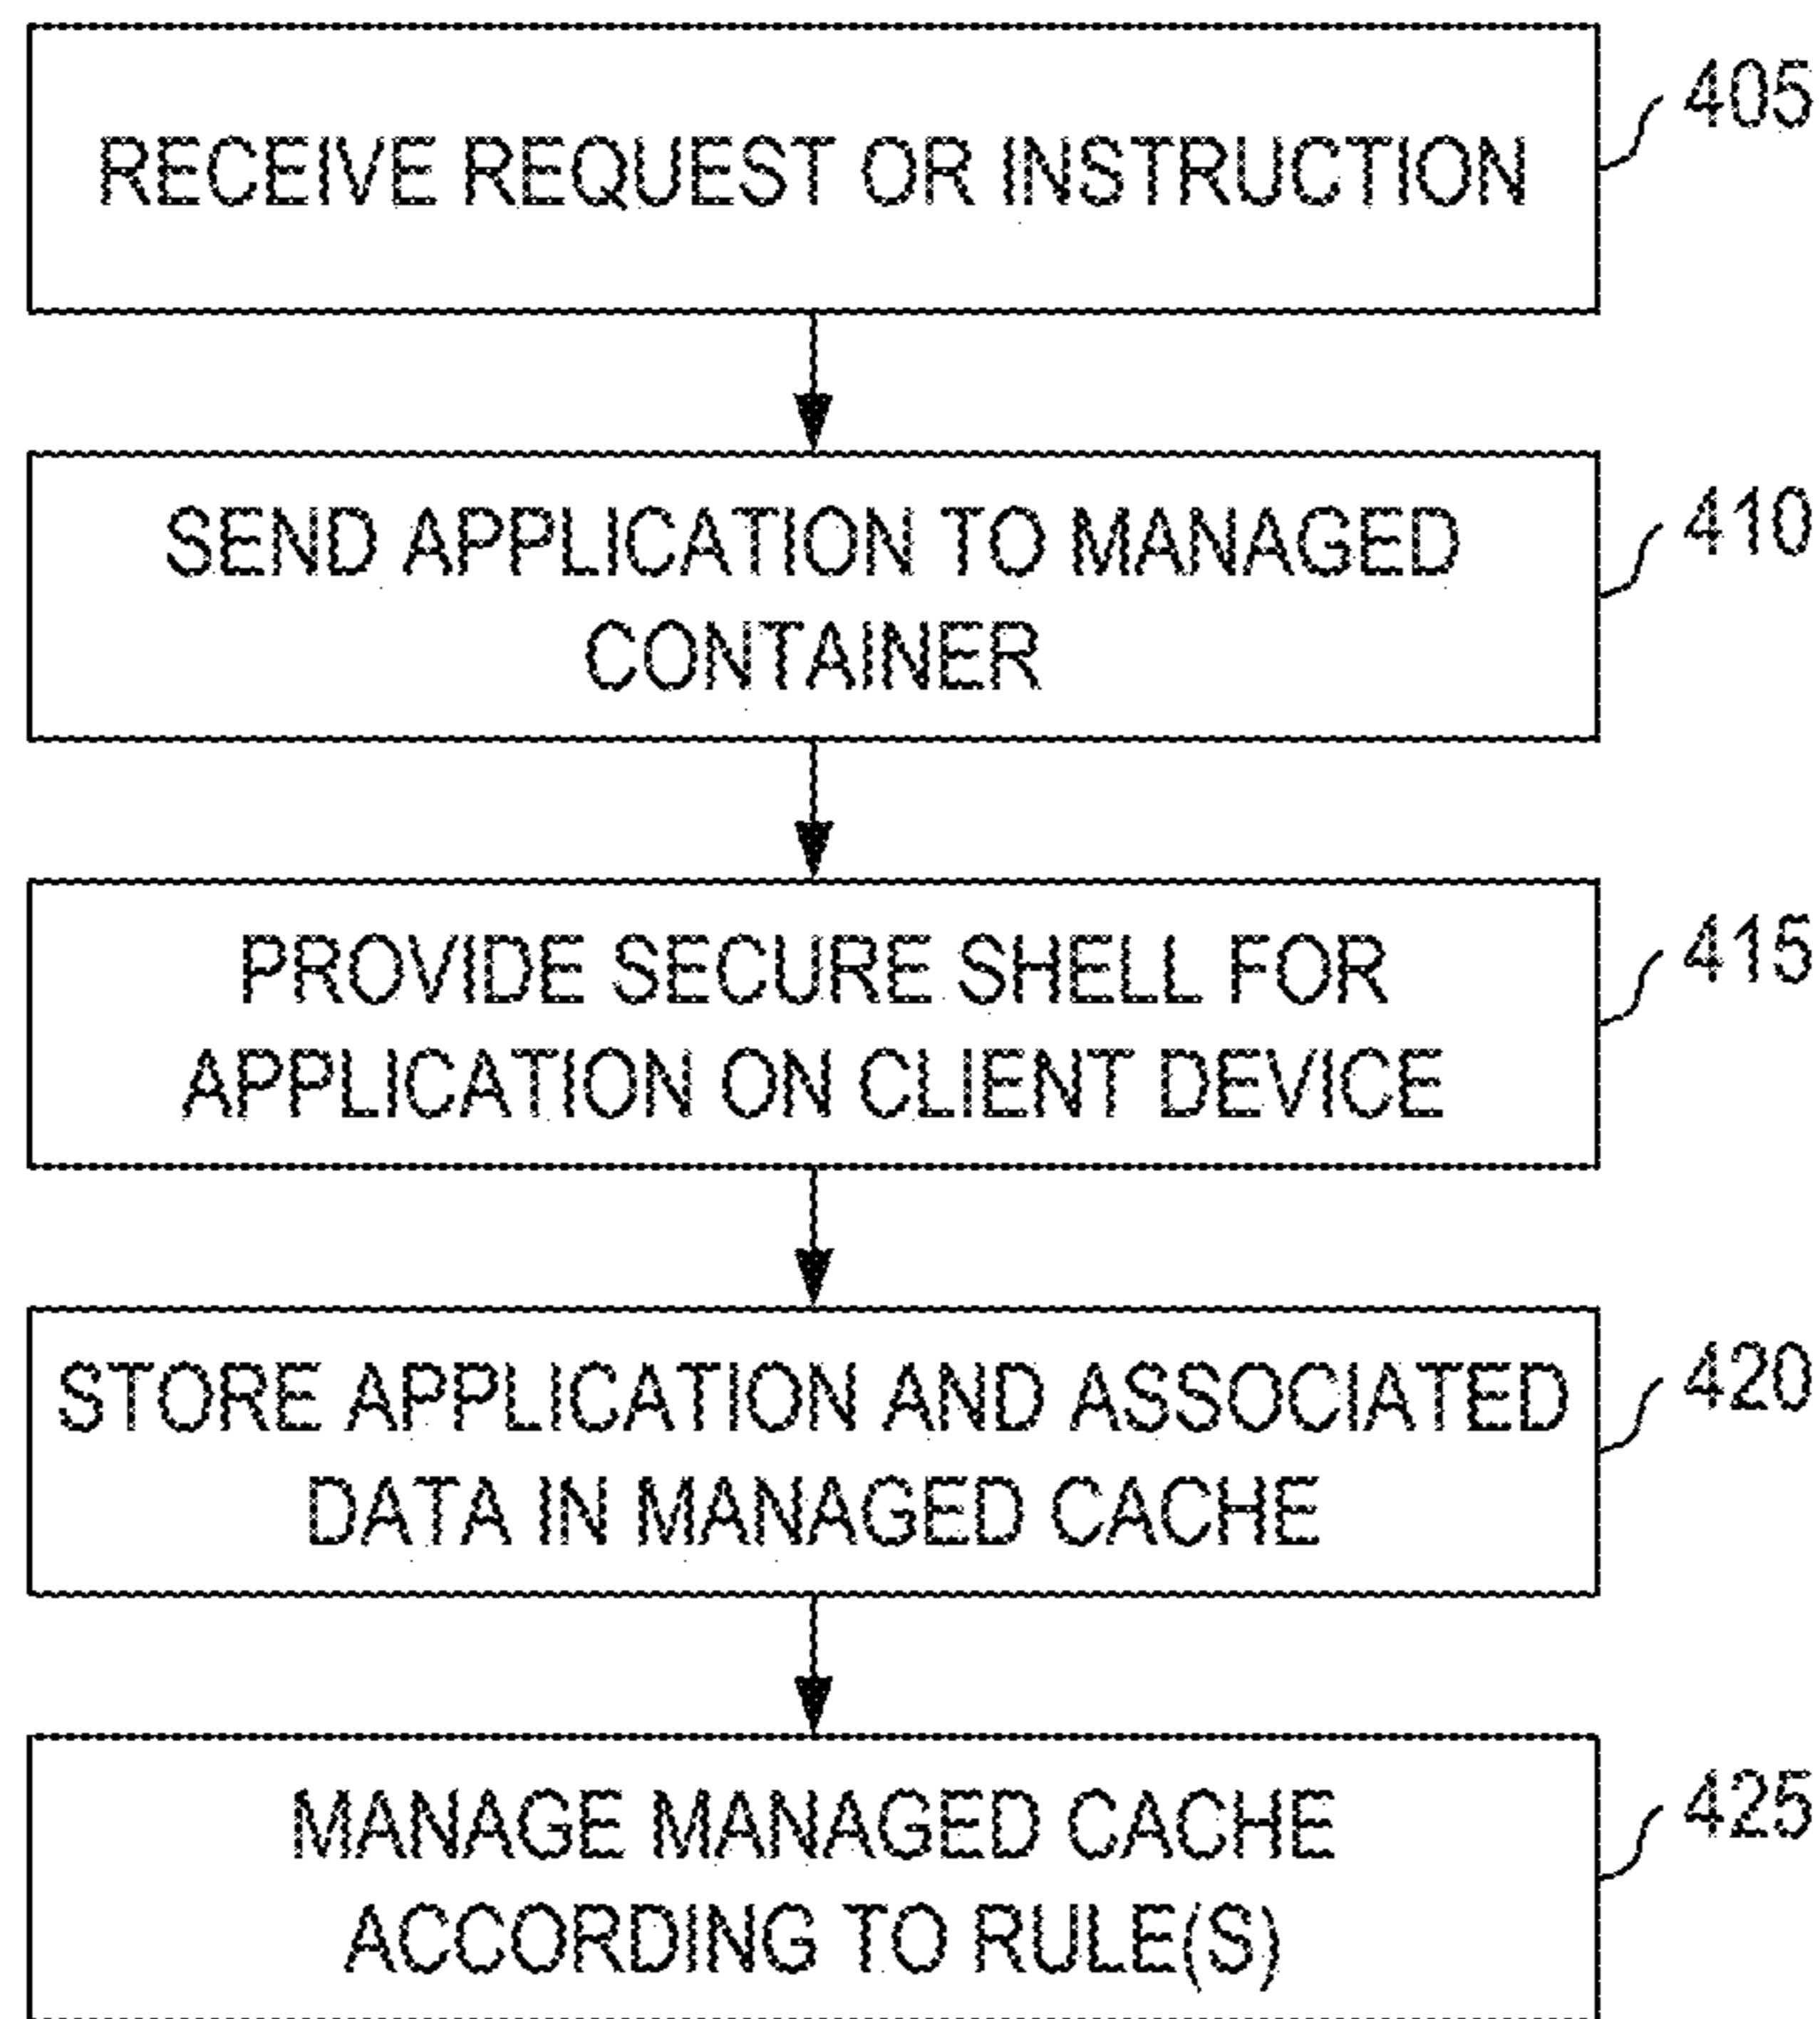 RECEIVE REQUEST OR INSTRUCTION
405
SEND APPLICATION TO MANAGED
CONTAINER
410
PROVIDE SECURE SHELL FOR
APPLICATION ON CLIENT DEVICE
415
STORE APPLICATION AND ASSOCIATED
DATA IN MANAGED CACHE
420
MANAGE MANAGED CACHE
ACCORDING TO RULE(S)
425